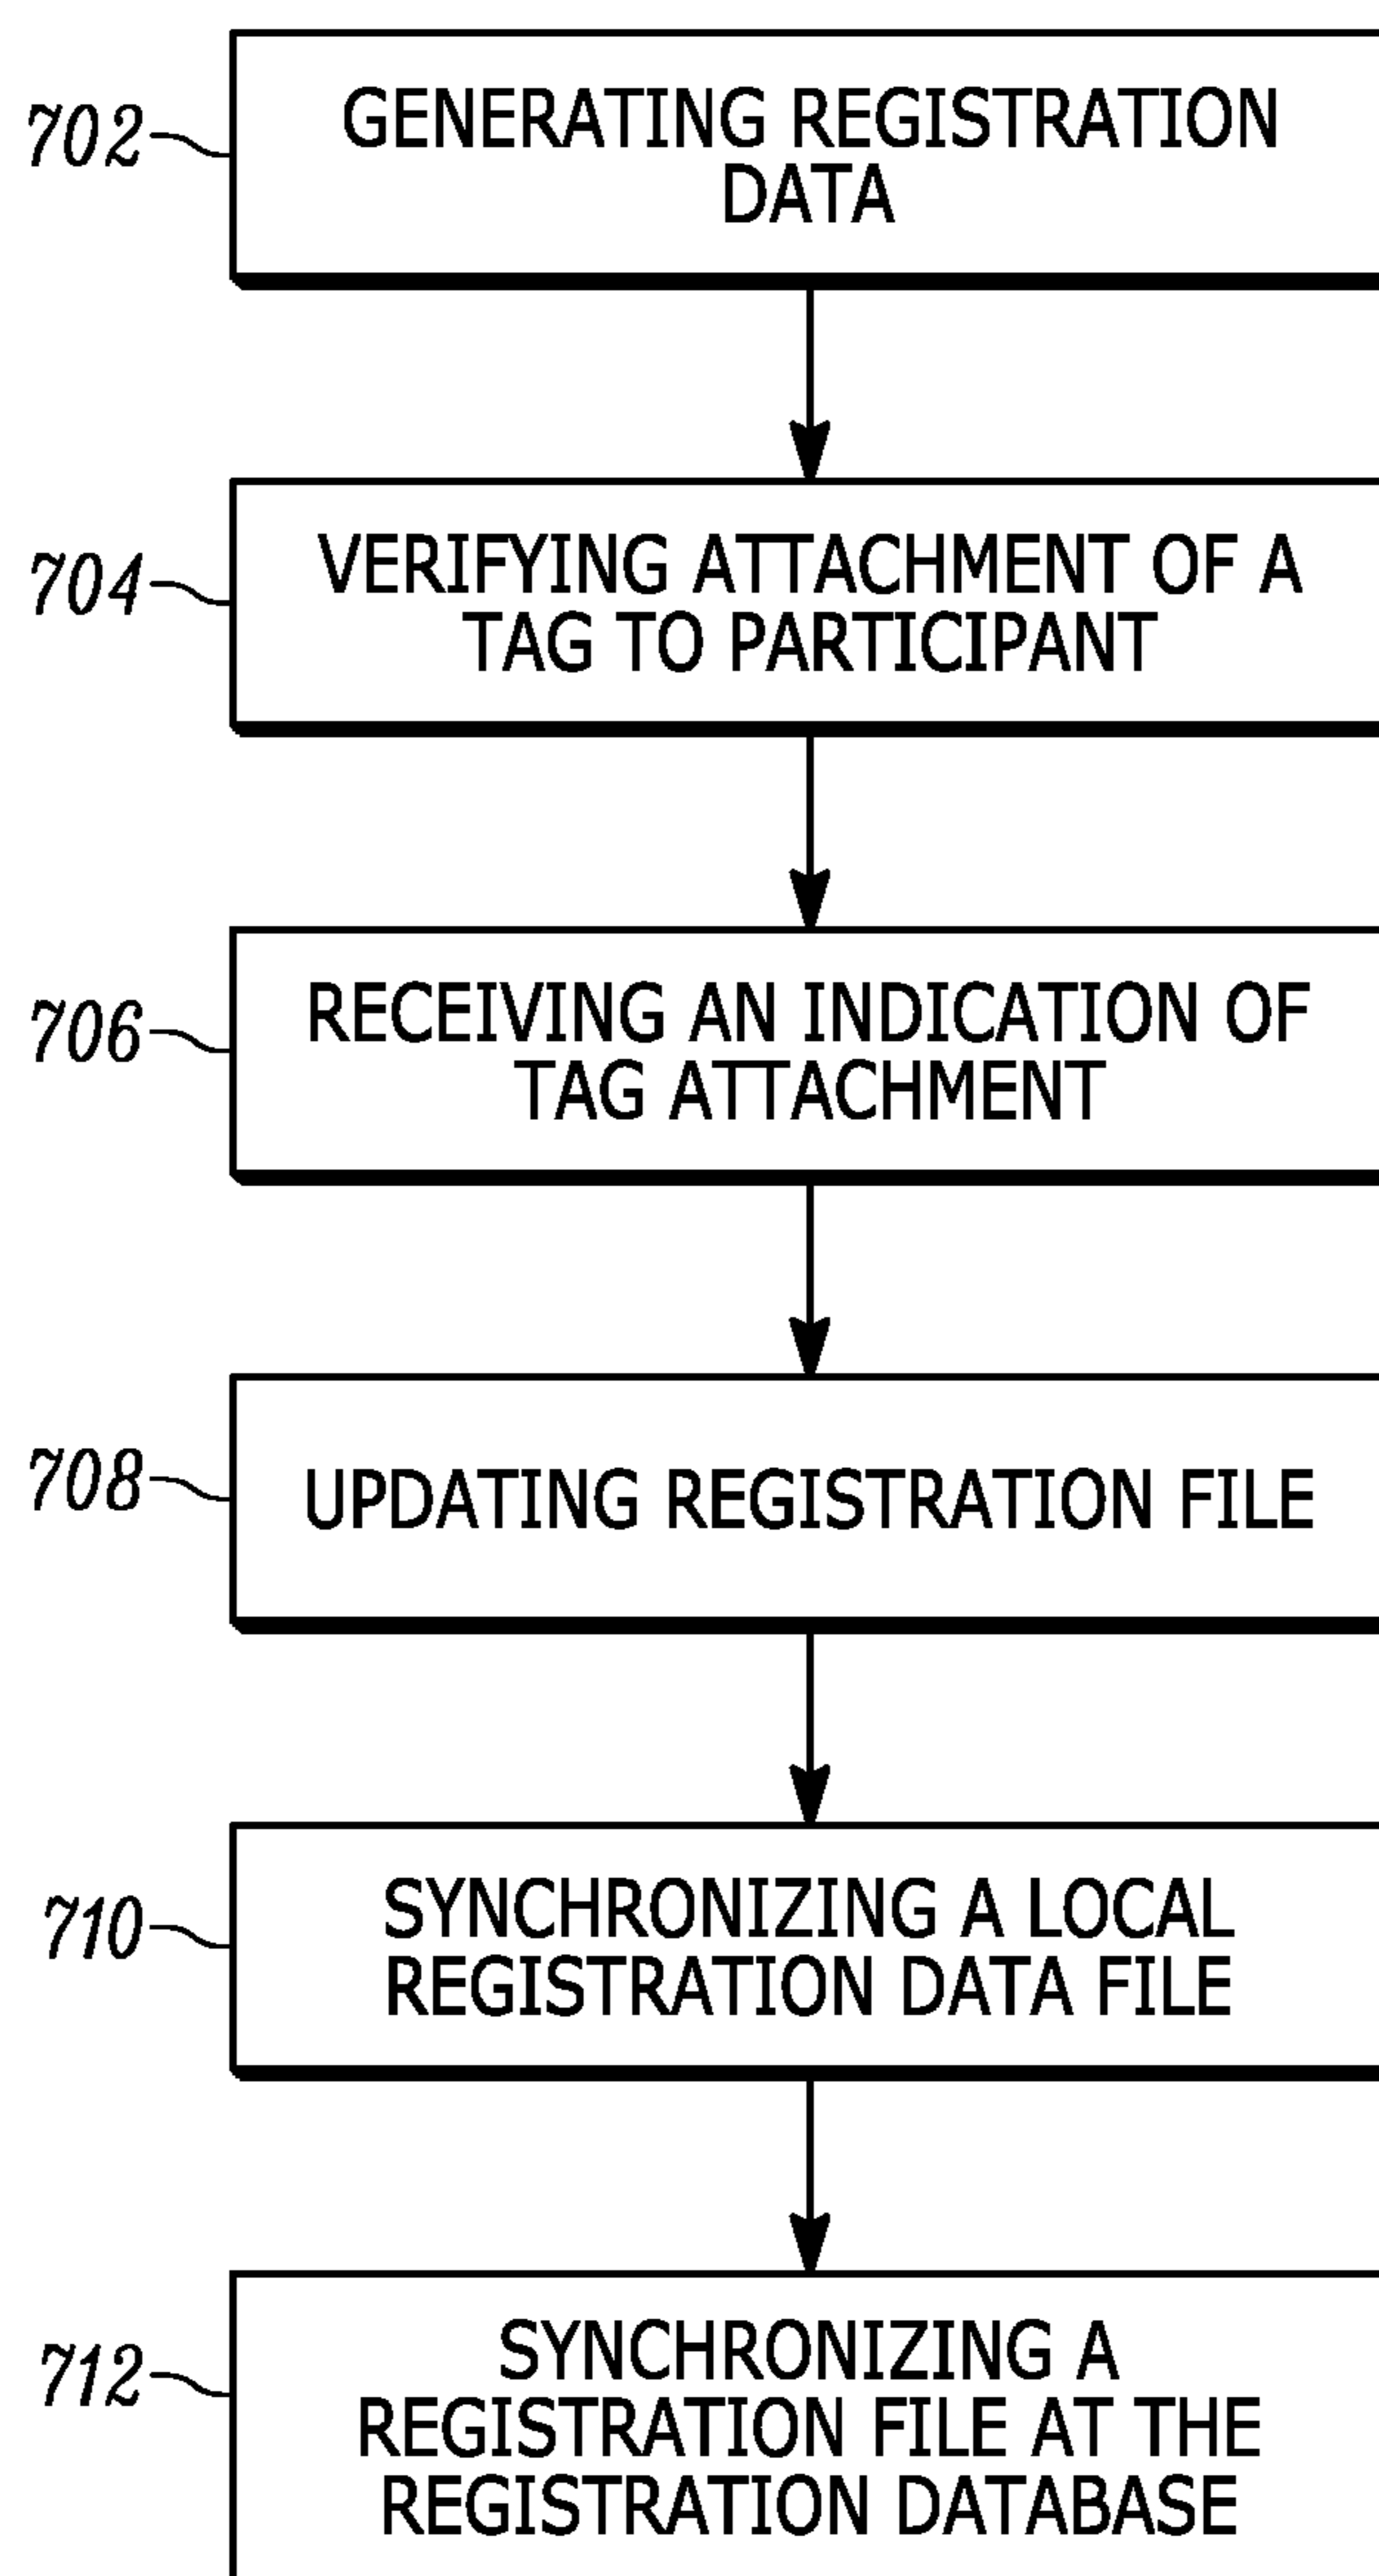 702
GENERATING REGISTRATION
DATA
704
VERIFYING ATTACHMENT OF A
TAG TO PARTICIPANT
706
RECEIVING AN INDICATION OF
TAG ATTACHMENT
708
UPDATING REGISTRATION FILE
710
SYNCHRONIZING A LOCAL
REGISTRATION DATA FILE
712
SYNCHRONIZING A
REGISTRATION FILE AT THE
REGISTRATION DATABASE